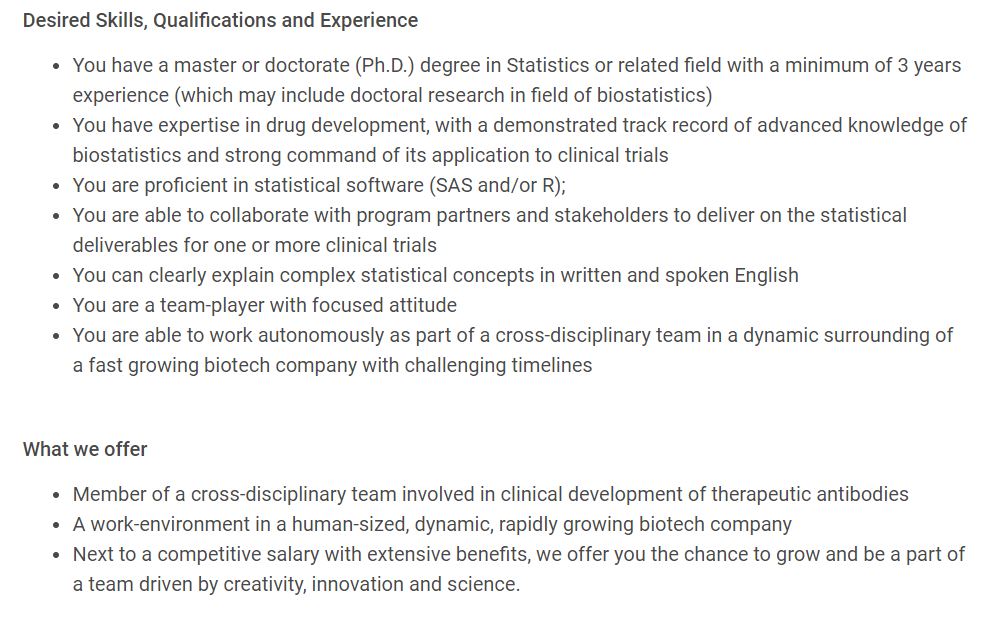 Desired Skills, Qualifications and Experience
• You have a master or doctorate (Ph.D.) degree in Statistics or related field with a minimum of 3 years
experience (which may include doctoral research in field of biostatistics)
• You have expertise in drug development, with a demonstrated track record of advanced knowledge of
biostatistics and strong command of its application to clinical trials
• You are proficient in statistical software (SAS and/or R);
• You are able to collaborate with program partners and stakeholders to deliver on the statistical
deliverables for one or more clinical trials
• You can clearly explain complex statistical concepts in written and spoken English
• You are a team-player with focused attitude
• You are able to work autonomously as part of a cross-disciplinary team in a dynamic surrounding of
a fast growing biotech company with challenging timelines
What we offer
• Member of a cross-disciplinary team involved in clinical development of therapeutic antibodies
• A work-environment in a human-sized, dynamic, rapidly growing biotech company
• Next to a competitive salary with extensive benefits, we offer you the chance to grow and be a part of
a team driven by creativity, innovation and science.